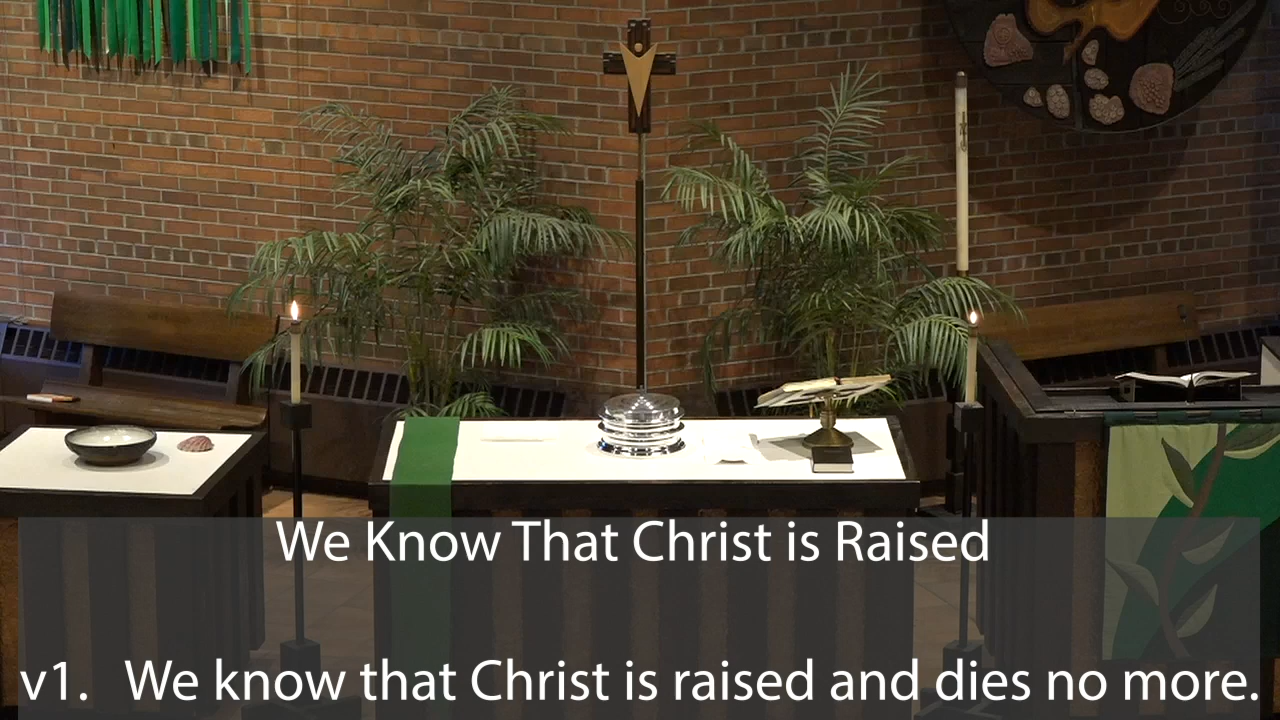 We Know That Christ is Raised
v1. We know that Christ is raised and dies no more.